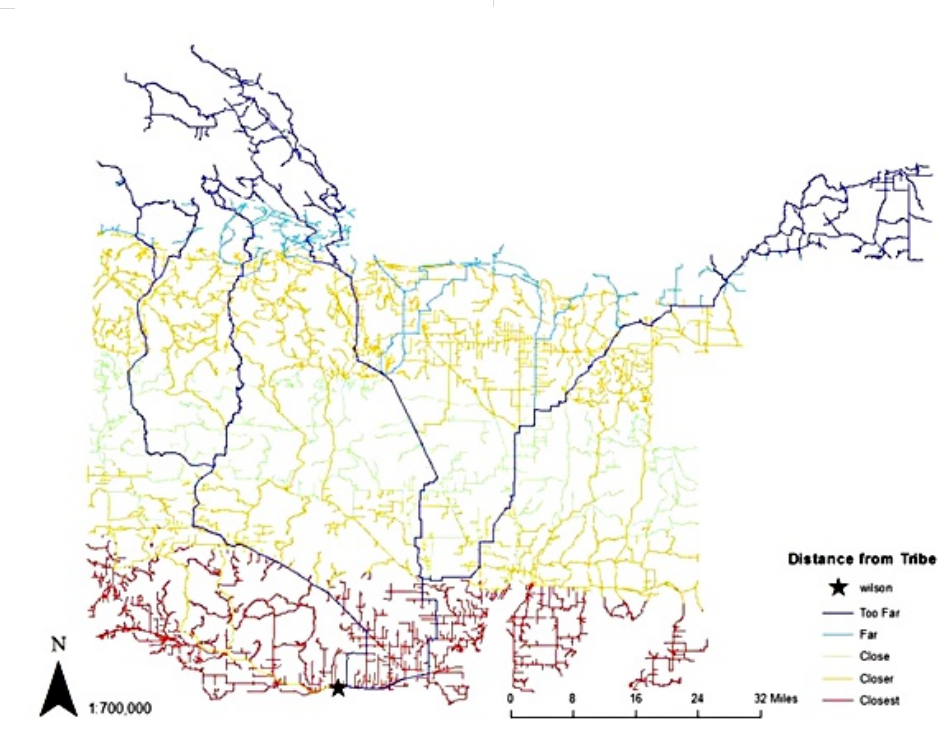 Distance from Tribe
wilson
Too Far
Far
Close
Closer
Closest
N
1:700,000
0 8 16 24 32 Miles